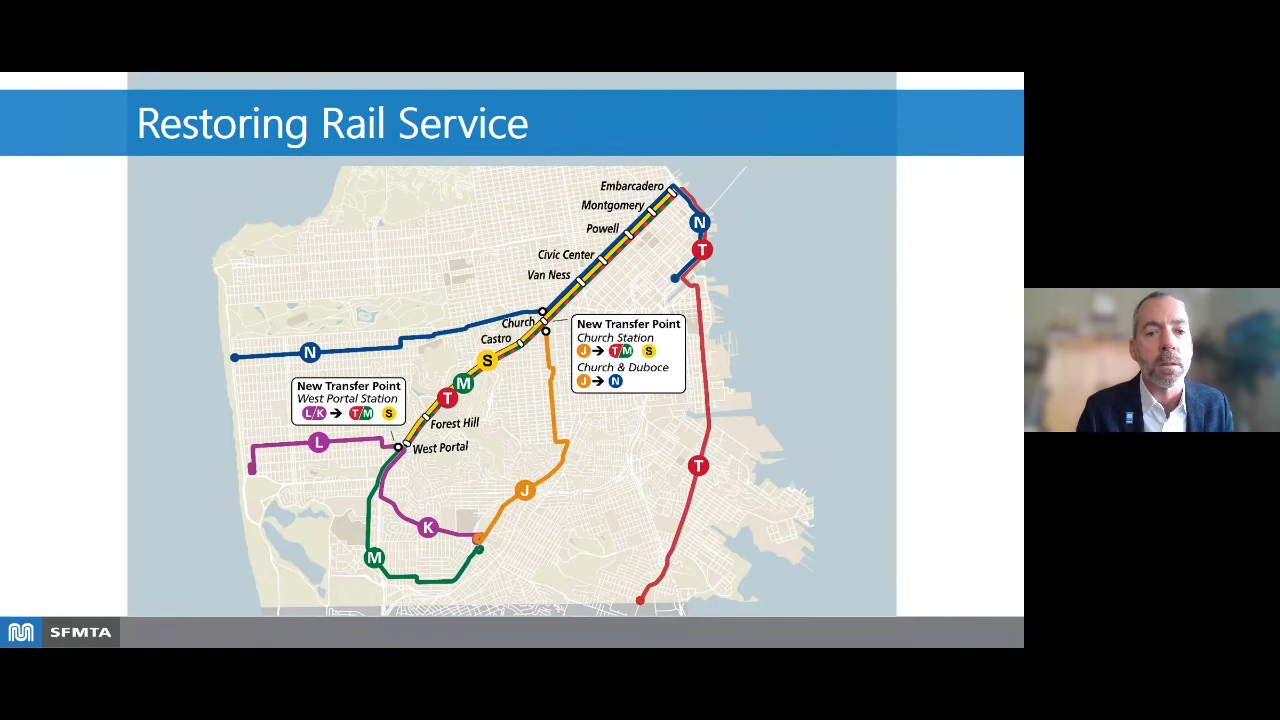 Restoring Rail Service
Embarcadero
Montgomery
Powell
Civic Center
Van Ness
N
T
Church
Castro
New Transfer Point
Church Station
J → T/M S
Church & Duboce
J → N
N
S
M
T
New Transfer Point
West Portal Station
L/K → T/M S
Forest Hill
West Portal
L
T
J
K
M
SFMTA